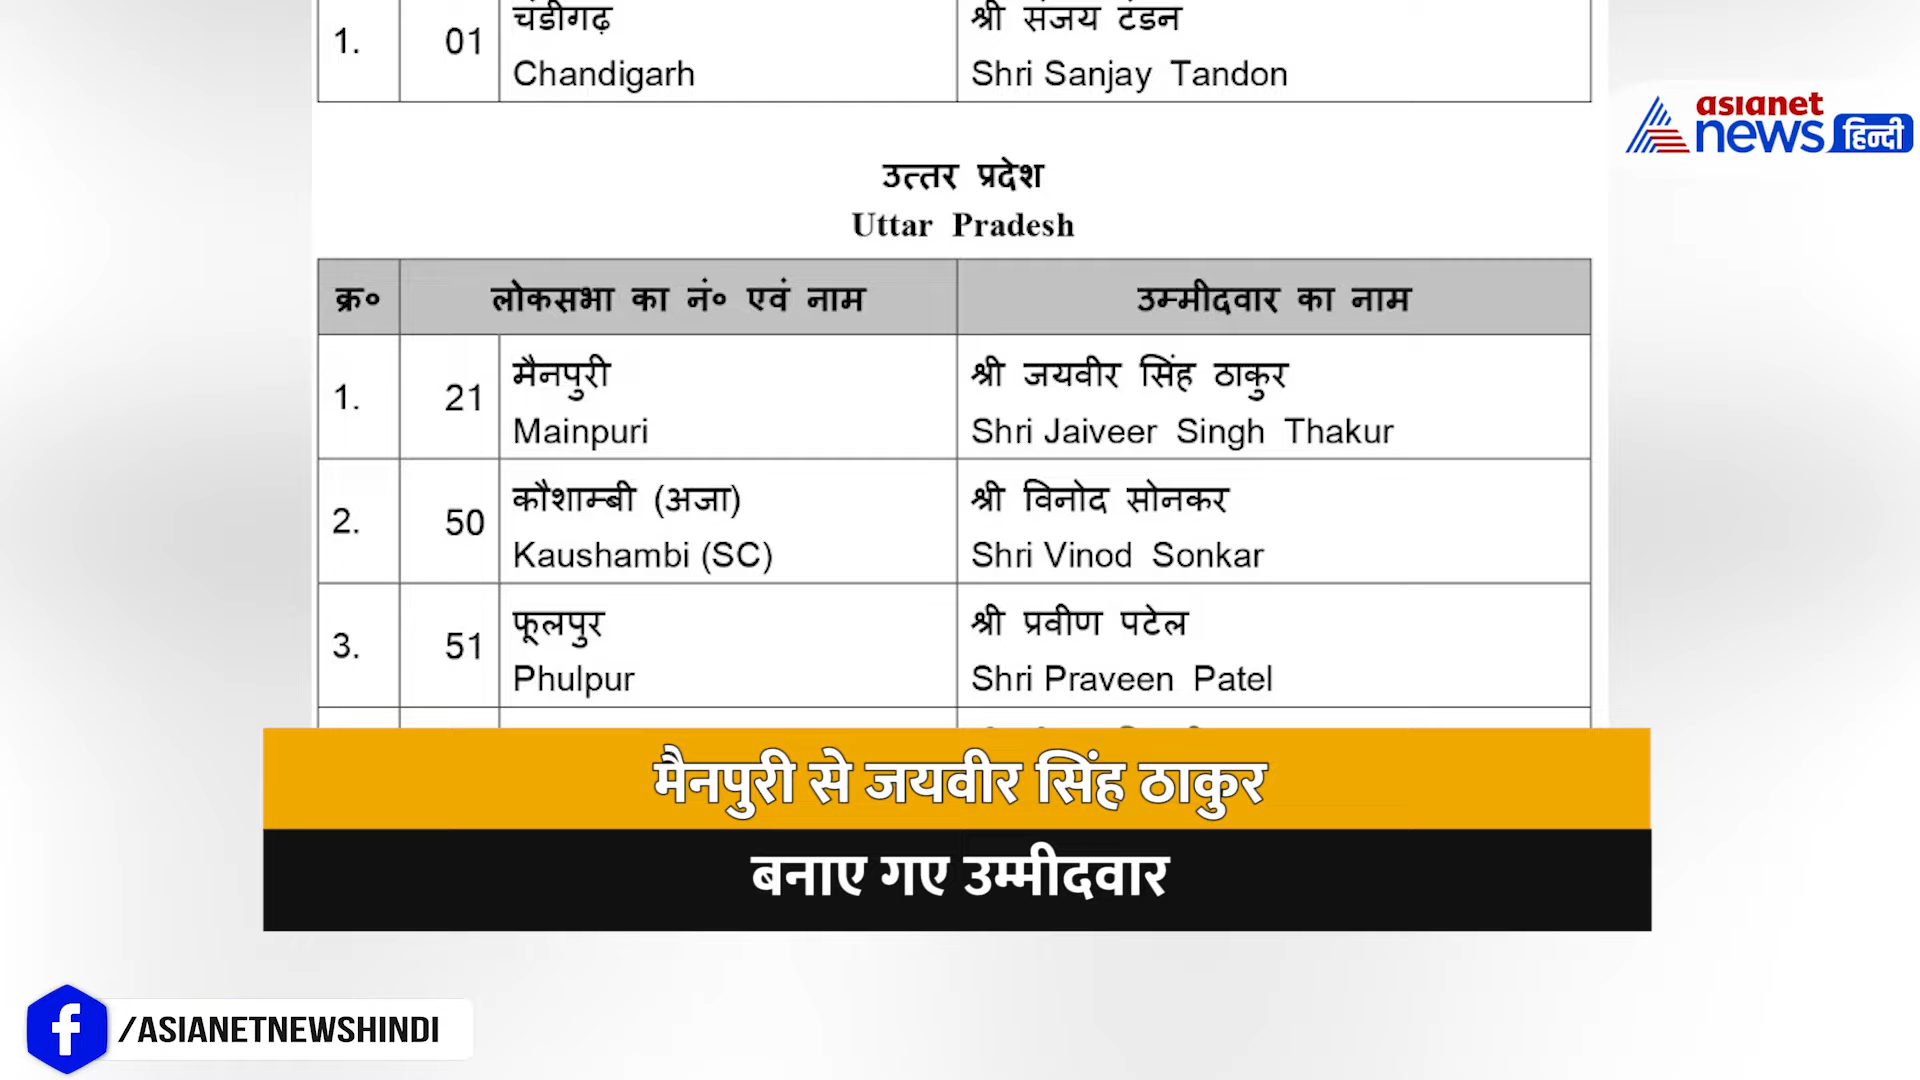 1. 01 चंडीगढ़ श्री संजय टंडन
Chandigarh Shri Sanjay Tandon
asianet
news हिन्दी
उत्तर प्रदेश
Uttar Pradesh
क्र० लोकसभा का नं० एवं नाम उम्मीदवार का नाम
1. 21 मैनपुरी श्री जयवीर सिंह ठाकुर
Mainpuri Shri Jaiveer Singh Thakur
2. 50 कौशाम्बी (अजा) श्री विनोद सोनकर
Kaushambi (SC) Shri Vinod Sonkar
3. 51 फूलपुर श्री प्रवीण पटेल
Phulpur Shri Praveen Patel
मैनपुरी से जयवीर सिंह ठाकुर
बनाए गए उम्मीदवार
f /ASIANETNEWSHINDI